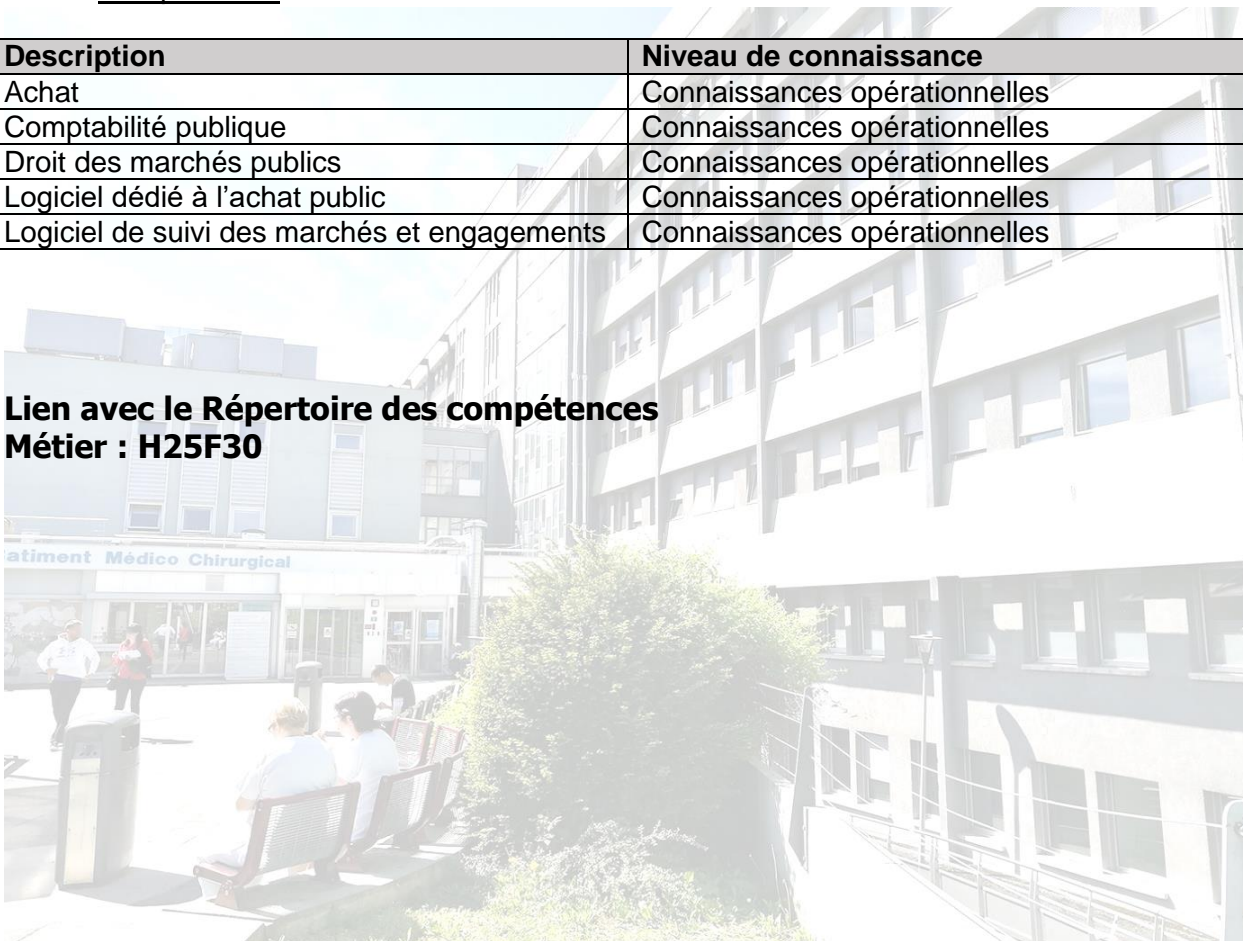 Description Niveau de connaissance
Achat Connaissances opérationnelles
Comptabilité publique Connaissances opérationnelles
Droit des marchés publics Connaissances opérationnelles
Logiciel dédié à l’achat public Connaissances opérationnelles
Logiciel de suivi des marchés et engagements Connaissances opérationnelles
Lien avec le Répertoire des compétences
Métier : H25F30
atiment Médico Chirurgical